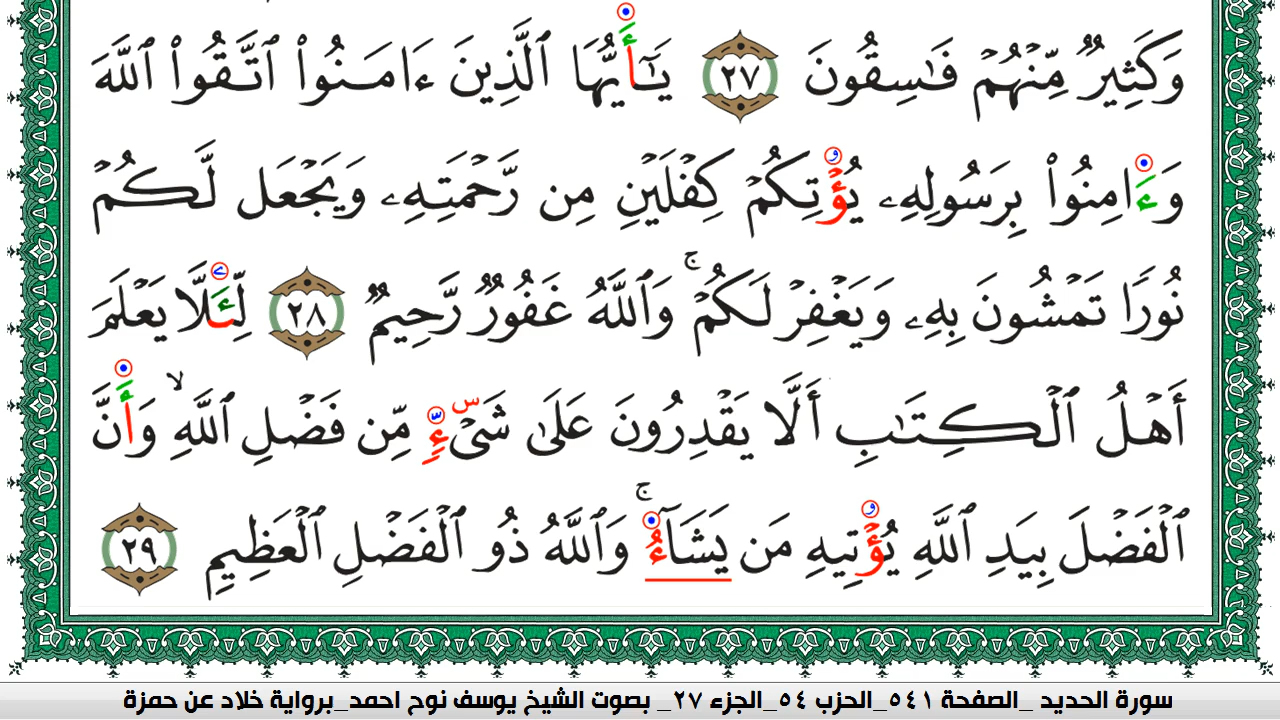 وَكَثِيرٌ مِّنْهُمْ فَـٰسِقُونَ ٢٧ يَـٰٓأَيُّهَا ٱلَّذِينَ ءَامَنُوا۟ ٱتَّقُوا۟ ٱللَّهَ
وَءَامِنُوا۟ بِرَسُولِهِۦ يُؤْتِكُمْ كِفْلَيْنِ مِن رَّحْمَتِهِۦ وَيَجْعَل لَّكُمْ
نُورًا تَمْشُونَ بِهِۦ وَيَغْفِرْ لَكُمْ ۚ وَٱللَّهُ غَفُورٌ رَّحِيمٌ ٢٨ لِّئَلَّا يَعْلَمَ
أَهْلُ ٱلْكِتَـٰبِ أَلَّا يَقْدِرُونَ عَلَىٰ شَىْءٍ مِّن فَضْلِ ٱللَّهِ ۙ وَأَنَّ
ٱلْفَضْلَ بِيَدِ ٱللَّهِ يُؤْتِيهِ مَن يَشَآءُ ۚ وَٱللَّهُ ذُو ٱلْفَضْلِ ٱلْعَظِيمِ ٢٩
سورة الحديد _الصفحة ٥٤١_الحزب ٥٤_الجزء ٢٧_ بصوت الشيخ يوسف نوح احمد_برواية خلاد عن حمزة